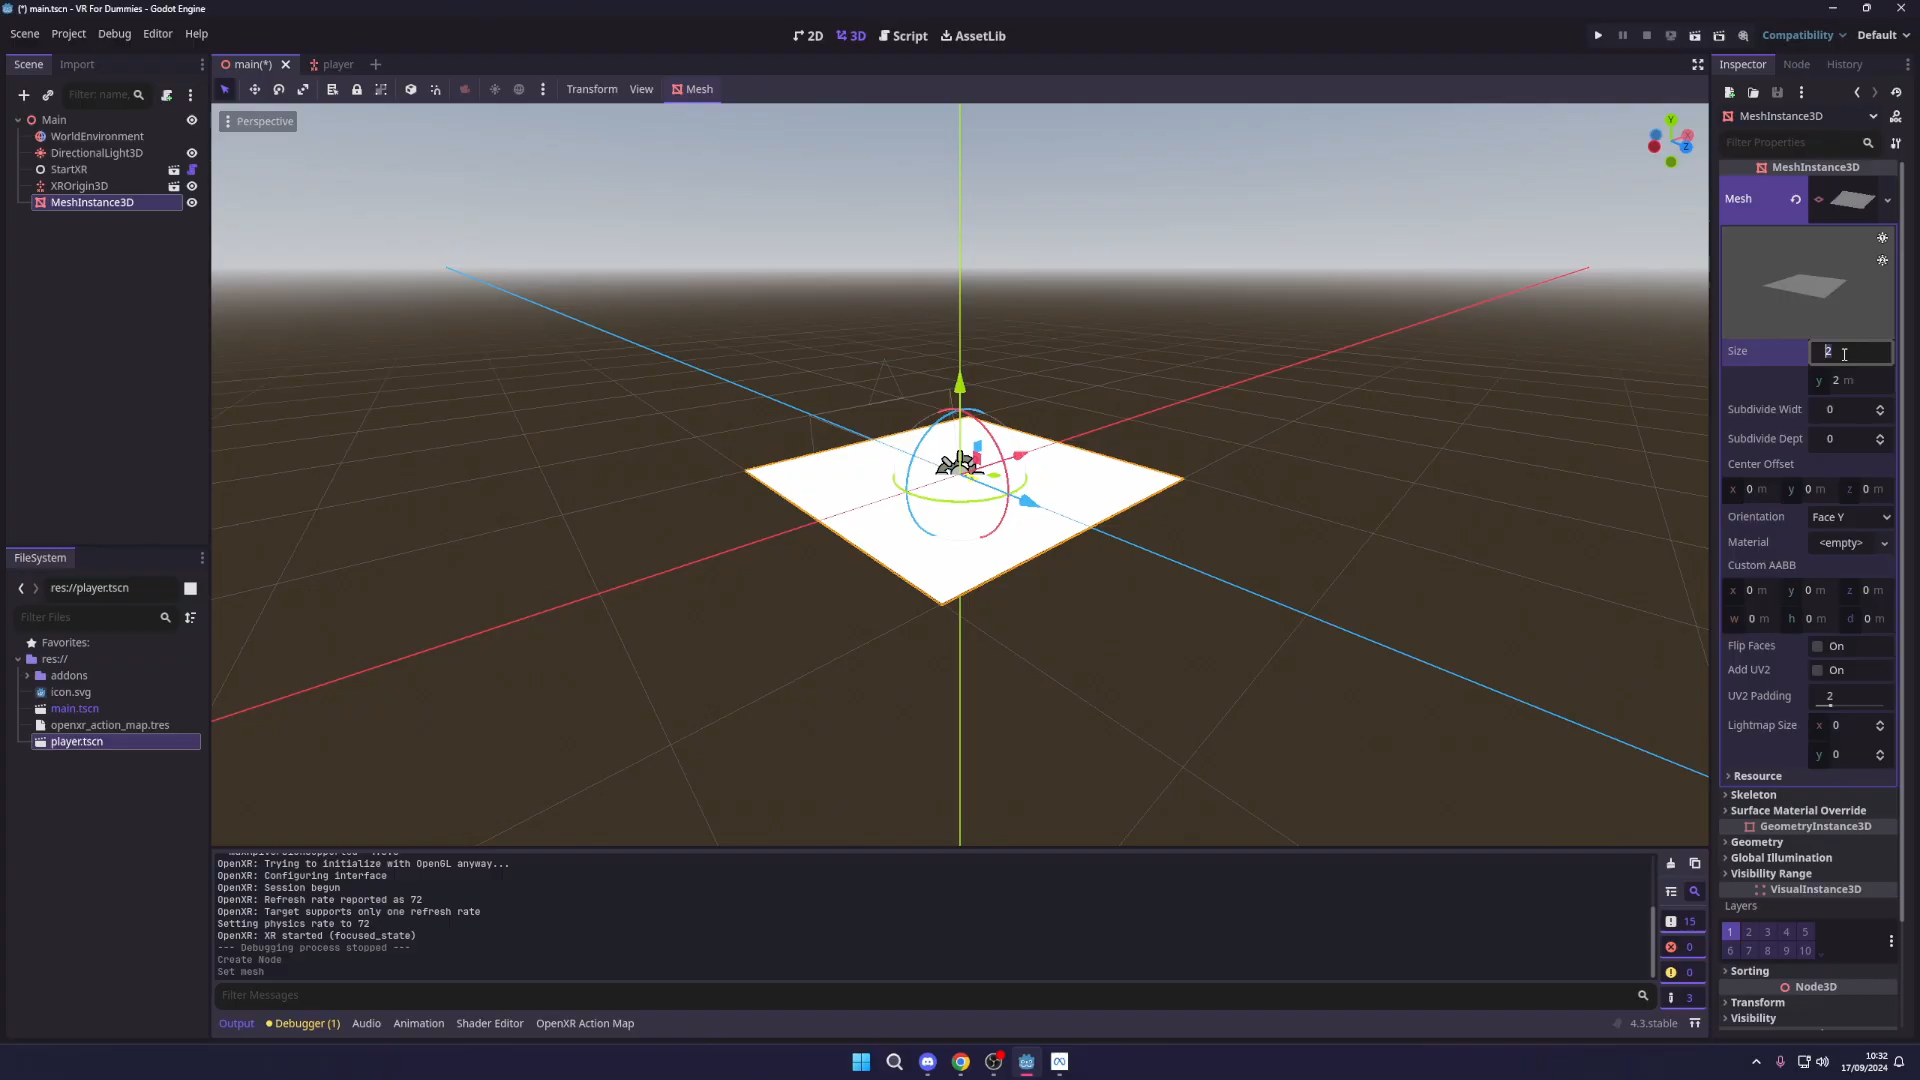 (*) main.tscn - VR For Dummies - Godot Engine
Scene Project Debug Editor Help
2D 3D Script AssetLib
Compatibility Default
Scene Import
main(*) player
Inspector Node History
Filter: name,
Transform View Mesh
Main
WorldEnvironment
DirectionalLight3D
StartXR
XROrigin3D
MeshInstance3D
Perspective
Y
X
Z
MeshInstance3D
Filter Properties
MeshInstance3D
Mesh
Size 2
y 2 m
Subdivide Widt 0
Subdivide Dept 0
Center Offset
x 0 m y 0 m z 0 m
Orientation Face Y
Material <empty>
Custom AABB
x 0 m y 0 m z 0 m
w 0 m h 0 m d 0 m
Flip Faces On
Add UV2 On
UV2 Padding 2
Lightmap Size x 0
y 0
Resource
Skeleton
Surface Material Override
GeometryInstance3D
Geometry
Global Illumination
Visibility Range
VisualInstance3D
Layers
1 2 3 4 5
6 7 8 9 10
Sorting
Node3D
Transform
Visibility
FileSystem
res://player.tscn
Filter Files
Favorites:
res://
addons
icon.svg
main.tscn
openxr_action_map.tres
player.tscn
OpenXR: Trying to initialize with OpenGL anyway...
OpenXR: Configuring interface
OpenXR: Session begun
OpenXR: Refresh rate reported as 72
OpenXR: Target supports only one refresh rate
Setting physics rate to 72
OpenXR: XR started (focused_state)
--- Debugging process stopped ---
Create Node
Set mesh
15
0
0
3
Filter Messages
Output Debugger (1) Audio Animation Shader Editor OpenXR Action Map
4.3.stable
10:32
17/09/2024